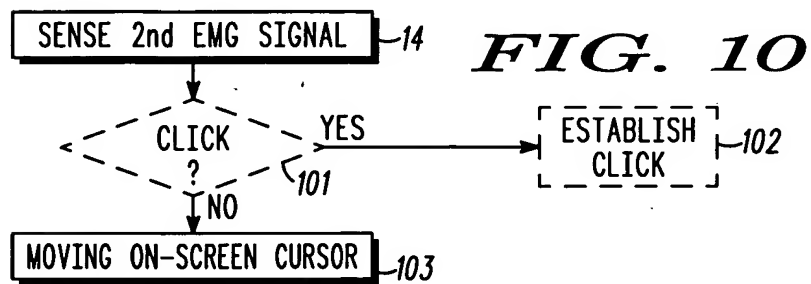 SENSE 2nd EMG SIGNAL
14
FIG. 10
CLICK
?
YES
101
ESTABLISH
CLICK
102
NO
MOVING ON-SCREEN CURSOR
103